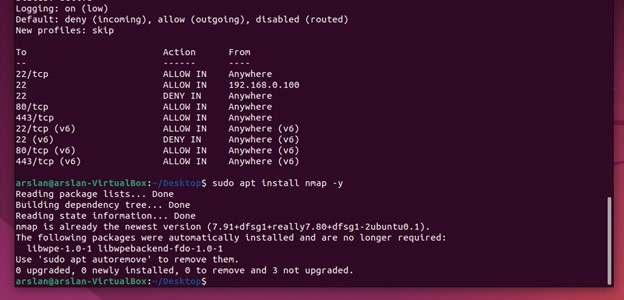 Logging: on (low)
Default: deny (incoming), allow (outgoing), disabled (routed)
New profiles: skip
To                         Action      From
--                         ------      ----
22/tcp                     ALLOW IN    Anywhere
22                         ALLOW IN    192.168.0.100
22                         DENY IN     Anywhere
80/tcp                     ALLOW IN    Anywhere
443/tcp                    ALLOW IN    Anywhere
22/tcp (v6)                ALLOW IN    Anywhere (v6)
22 (v6)                    DENY IN     Anywhere (v6)
80/tcp (v6)                ALLOW IN    Anywhere (v6)
443/tcp (v6)               ALLOW IN    Anywhere (v6)
arslan@arslan-VirtualBox:~/Desktop$ sudo apt install nmap -y
Reading package lists... Done
Building dependency tree... Done
Reading state information... Done
nmap is already the newest version (7.91+dfsg1+really7.80+dfsg1-2ubuntu0.1).
The following packages were automatically installed and are no longer required:
  libwpe-1.0-1 libwpebackend-fdo-1.0-1
Use 'sudo apt autoremove' to remove them.
0 upgraded, 0 newly installed, 0 to remove and 3 not upgraded.
arslan@arslan-VirtualBox:~/Desktop$